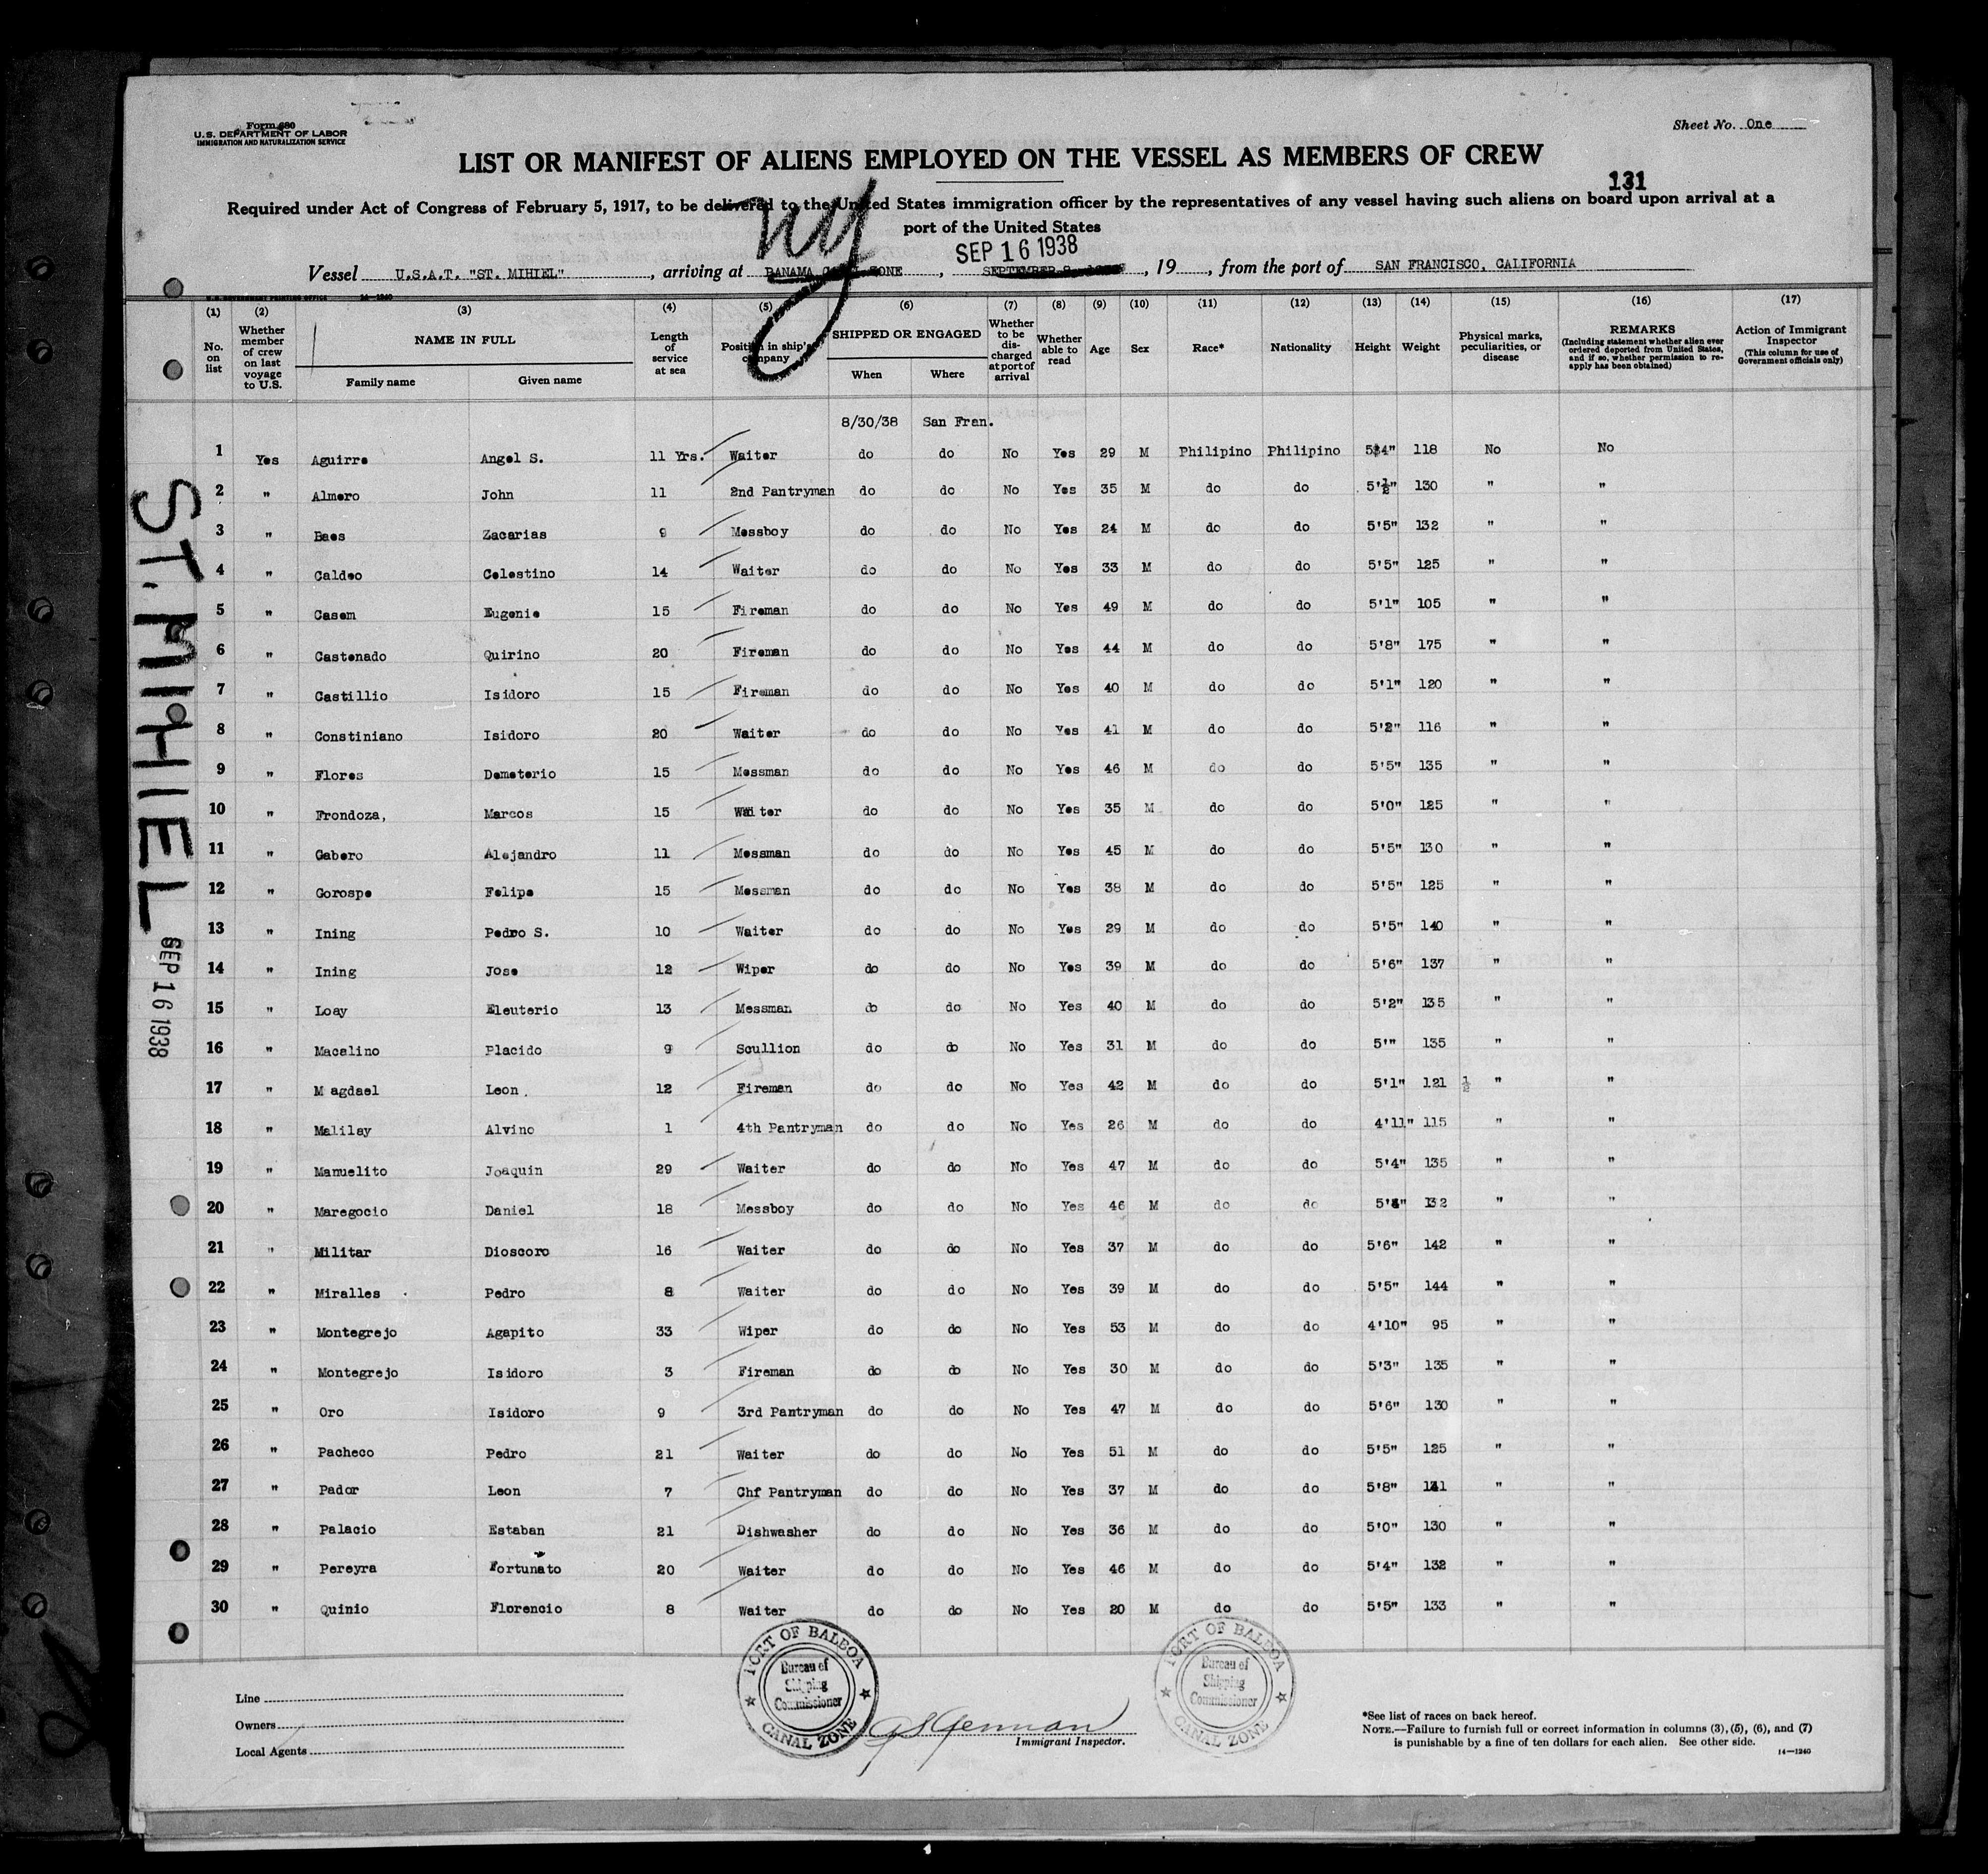 Form 680
U.S. DEPARTMENT OF LABOR
IMMIGRATION AND NATURALIZATION SERVICE
Sheet No. One
LIST OR MANIFEST OF ALIENS EMPLOYED ON THE VESSEL AS MEMBERS OF CREW
131
Required under Act of Congress of February 5, 1917, to be delivered to the United States immigration officer by the representatives of any vessel having such aliens on board upon arrival at a
port of the United States
ny
SEP 16 1938
Vessel U.S.A.T. "ST. MIHIEL", arriving at PANAMA CANAL ZONE, SEPTEMBER, 19, from the port of SAN FRANCISCO, CALIFORNIA
U.S. GOVERNMENT PRINTING OFFICE 14-1240
(1) (2) (3) (4) (5) (6) (7) (8) (9) (10) (11) (12) (13) (14) (15) (16) (17)
No. on list
Whether member of crew on last voyage to U.S.
NAME IN FULL
Family name Given name
Length of service at sea
Position in ship's company
SHIPPED OR ENGAGED
When Where
Whether to be discharged at port of arrival
Whether able to read
Age
Sex
Race*
Nationality
Height
Weight
Physical marks, peculiarities, or disease
REMARKS
(Including statement whether alien ever ordered deported from United States, and if so, whether permission to reapply has been obtained)
Action of Immigrant Inspector
(This column for use of Government officials only)
8/30/38 San Fran.
1 Yes Aguirre Angel S. 11 Yrs. Waiter do do No Yes 29 M Philipino Philipino 5'4" 118 No No
2 " Almero John 11 2nd Pantryman do do No Yes 35 M do do 5'½" 130 " "
3 " Baes Zacarias 9 Messboy do do No Yes 24 M do do 5'5" 132 " "
4 " Caldeo Celestino 14 Waiter do do No Yes 33 M do do 5'5" 125 " "
5 " Casem Eugenie 15 Fireman do do No Yes 49 M do do 5'1" 105 " "
6 " Castenado Quirino 20 Fireman do do No Yes 44 M do do 5'8" 175 " "
7 " Castillio Isidoro 15 Fireman do do No Yes 40 M do do 5'1" 120 " "
8 " Constiniano Isidoro 20 Waiter do do No Yes 41 M do do 5'2" 116 " "
9 " Flores Demeterio 15 Messman do do No Yes 46 M do do 5'5" 135 " "
10 " Frondoza, Marcos 15 Waiter do do No Yes 35 M do do 5'0" 125 " "
11 " Gabero Alejandro 11 Messman do do No Yes 45 M do do 5'5" 130 " "
12 " Gorospe Felipe 15 Messman do do No Yes 38 M do do 5'5" 125 " "
13 " Ining Pedro S. 10 Waiter do do No Yes 29 M do do 5'5" 140 " "
14 " Ining Jose 12 Wiper do do No Yes 39 M do do 5'6" 137 " "
15 " Loay Eleuterio 13 Messman do do No Yes 40 M do do 5'2" 135 " "
16 " Macalino Placido 9 Scullion do do No Yes 31 M do do 5'" 135 " "
17 " M agdael Leon. 12 Fireman do do No Yes 42 M do do 5'1" 121 ½ " "
18 " Malilay Alvino 1 4th Pantryman do do No Yes 26 M do do 4'11" 115 " "
19 " Manuelito Joaquin 29 Waiter do do No Yes 47 M do do 5'4" 135 " "
20 " Maregocio Daniel 18 Messboy do do No Yes 46 M do do 132 " "
21 " Militar Dioscoro 16 Waiter do do No Yes 37 M do do 5'6" 142 " "
22 " Miralles Pedro 8 Waiter do do No Yes 39 M do do 5'5" 144 " "
23 " Montegrejo Agapito 33 Wiper do do No Yes 53 M do do 4'10" 95 " "
24 " Montegrejo Isidoro 3 Fireman do do No Yes 30 M do do 5'3" 135 " "
25 " Oro Isidoro 9 3rd Pantryman do do No Yes 47 M do do 5'6" 130 " "
26 " Pacheco Pedro 21 Waiter do do No Yes 51 M do do 5'5" 125 " "
27 " Pador Leon 7 Chf Pantryman do do No Yes 37 M do do 5'8" " "
28 " Palacio Estaban 21 Dishwasher do do No Yes 36 M do do 5'0" 130 " "
29 " Pereyra Fortunato 20 Waiter do do No Yes 46 M do do 5'4" 132 " "
30 " Quinio Florencio 8 Waiter do do No Yes 20 M do do 5'5" 133 " "
ST. MIHIEL
SEP 16 1938
Line
Owners
Local Agents
PORT OF BALBOA
Bureau of
Shipping
Commissioner
CANAL ZONE
Immigrant Inspector.
PORT OF BALBOA
Bureau of
Shipping
Commissioner
CANAL ZONE
*See list of races on back hereof.
NOTE.—Failure to furnish full or correct information in columns (3), (5), (6), and (7)
is punishable by a fine of ten dollars for each alien. See other side.
14—1240